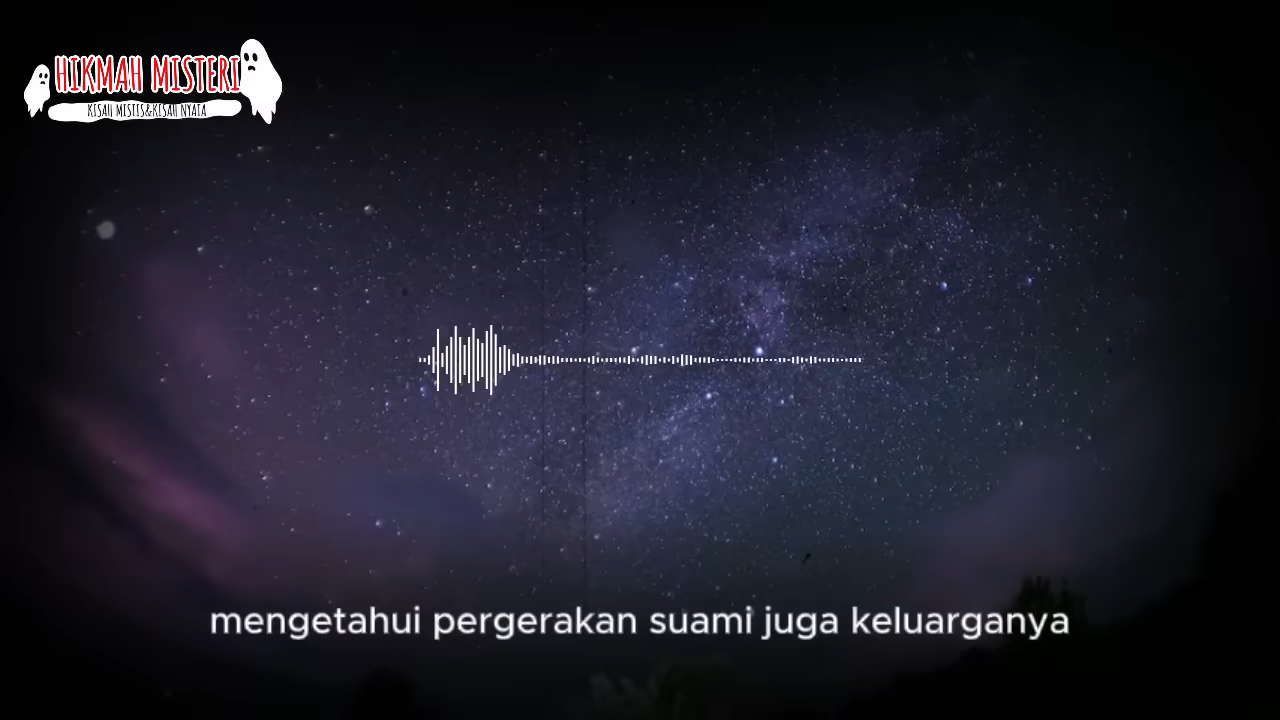 HIKMAH MISTERI
KISAH MISTIS&KISAH NYATA
mengetahui pergerakan suami juga keluarganya